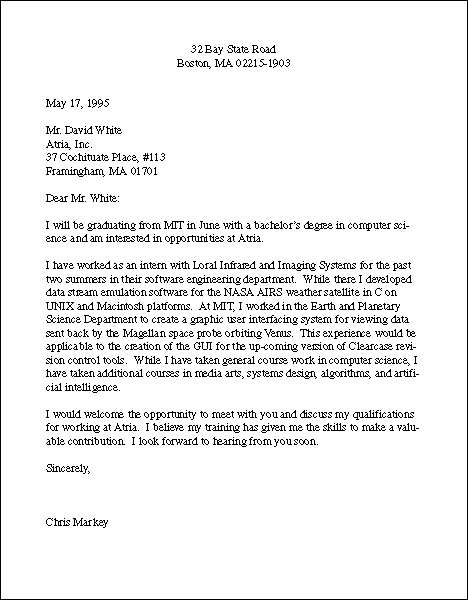 32 Bay State Road
Boston, MA 02215-1903
May 17, 1995
Mr. David White
Atria, Inc.
37 Cochituate Place, #113
Framingham, MA 01701
Dear Mr. White:
I will be graduating from MIT in June with a bachelor's degree in computer sci-
ence and am interested in opportunities at Atria.
I have worked as an intern with Loral Infrared and Imaging Systems for the past
two summers in their software engineering department. While there I developed
data stream emulation software for the NASA AIRS weather satellite in C on
UNIX and Macintosh platforms. At MIT, I worked in the Earth and Planetary
Science Department to create a graphic user interfacing system for viewing data
sent back by the Magellan space probe orbiting Venus. This experience would be
applicable to the creation of the GUI for the up-coming version of Clearcase revi-
sion control tools. While I have taken general course work in computer science, I
have taken additional courses in media arts, systems design, algorithms, and artifi-
cial intelligence.
I would welcome the opportunity to meet with you and discuss my qualifications
for working at Atria. I believe my training has given me the skills to make a valu-
able contribution. I look forward to hearing from you soon.
Sincerely,
Chris Markey